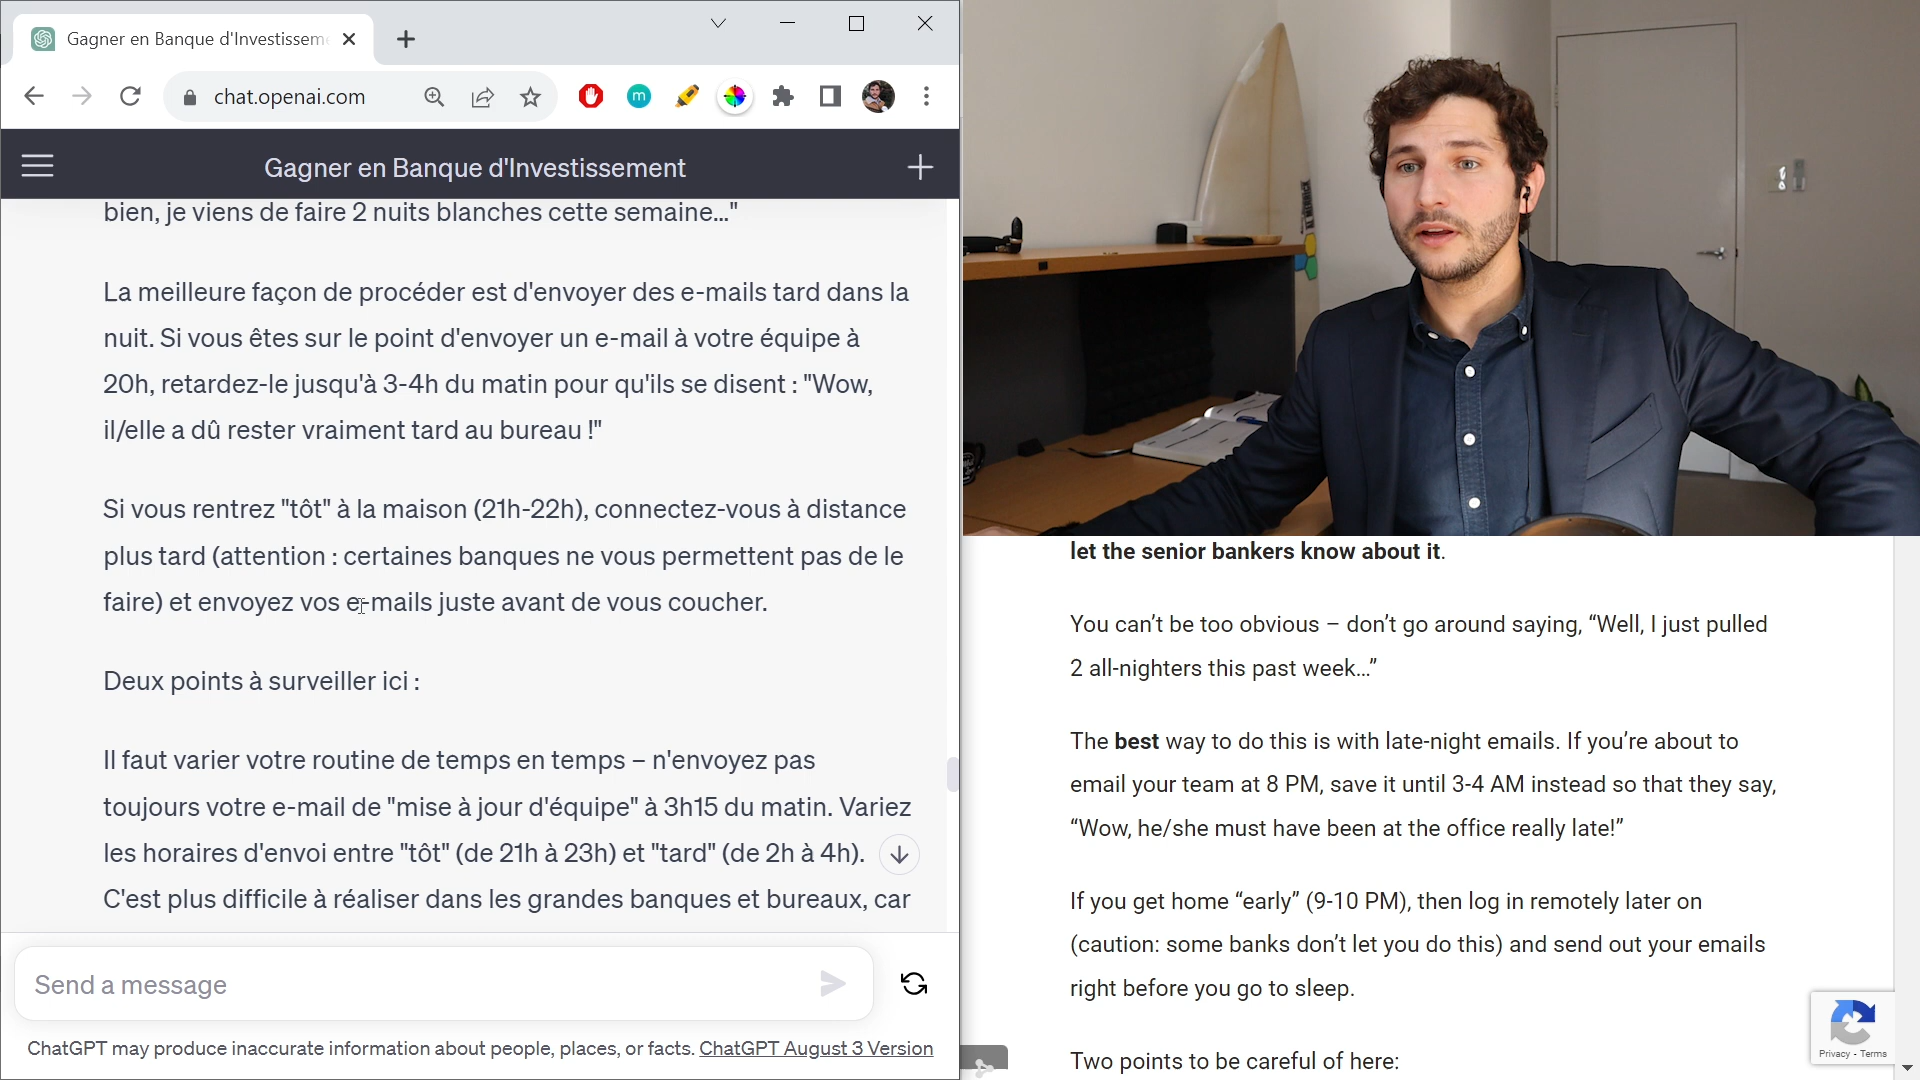 Gagner en Banque d'Investissem
chat.openai.com
m
Gagner en Banque d'Investissement
bien, je viens de faire 2 nuits blanches cette semaine..."
La meilleure façon de procéder est d'envoyer des e-mails tard dans la
nuit. Si vous êtes sur le point d'envoyer un e-mail à votre équipe à
20h, retardez-le jusqu'à 3-4h du matin pour qu'ils se disent : "Wow,
il/elle a dû rester vraiment tard au bureau !"
Si vous rentrez "tôt" à la maison (21h-22h), connectez-vous à distance
plus tard (attention : certaines banques ne vous permettent pas de le
faire) et envoyez vos e-mails juste avant de vous coucher.
Deux points à surveiller ici :
Il faut varier votre routine de temps en temps – n'envoyez pas
toujours votre e-mail de "mise à jour d'équipe" à 3h15 du matin. Variez
les horaires d'envoi entre "tôt" (de 21h à 23h) et "tard" (de 2h à 4h).
C'est plus difficile à réaliser dans les grandes banques et bureaux, car
Send a message
ChatGPT may produce inaccurate information about people, places, or facts. ChatGPT August 3 Version
let the senior bankers know about it.
You can’t be too obvious – don’t go around saying, “Well, I just pulled
2 all-nighters this past week…”
The best way to do this is with late-night emails. If you’re about to
email your team at 8 PM, save it until 3-4 AM instead so that they say,
“Wow, he/she must have been at the office really late!”
If you get home “early” (9-10 PM), then log in remotely later on
(caution: some banks don’t let you do this) and send out your emails
right before you go to sleep.
Two points to be careful of here:
Privacy - Terms